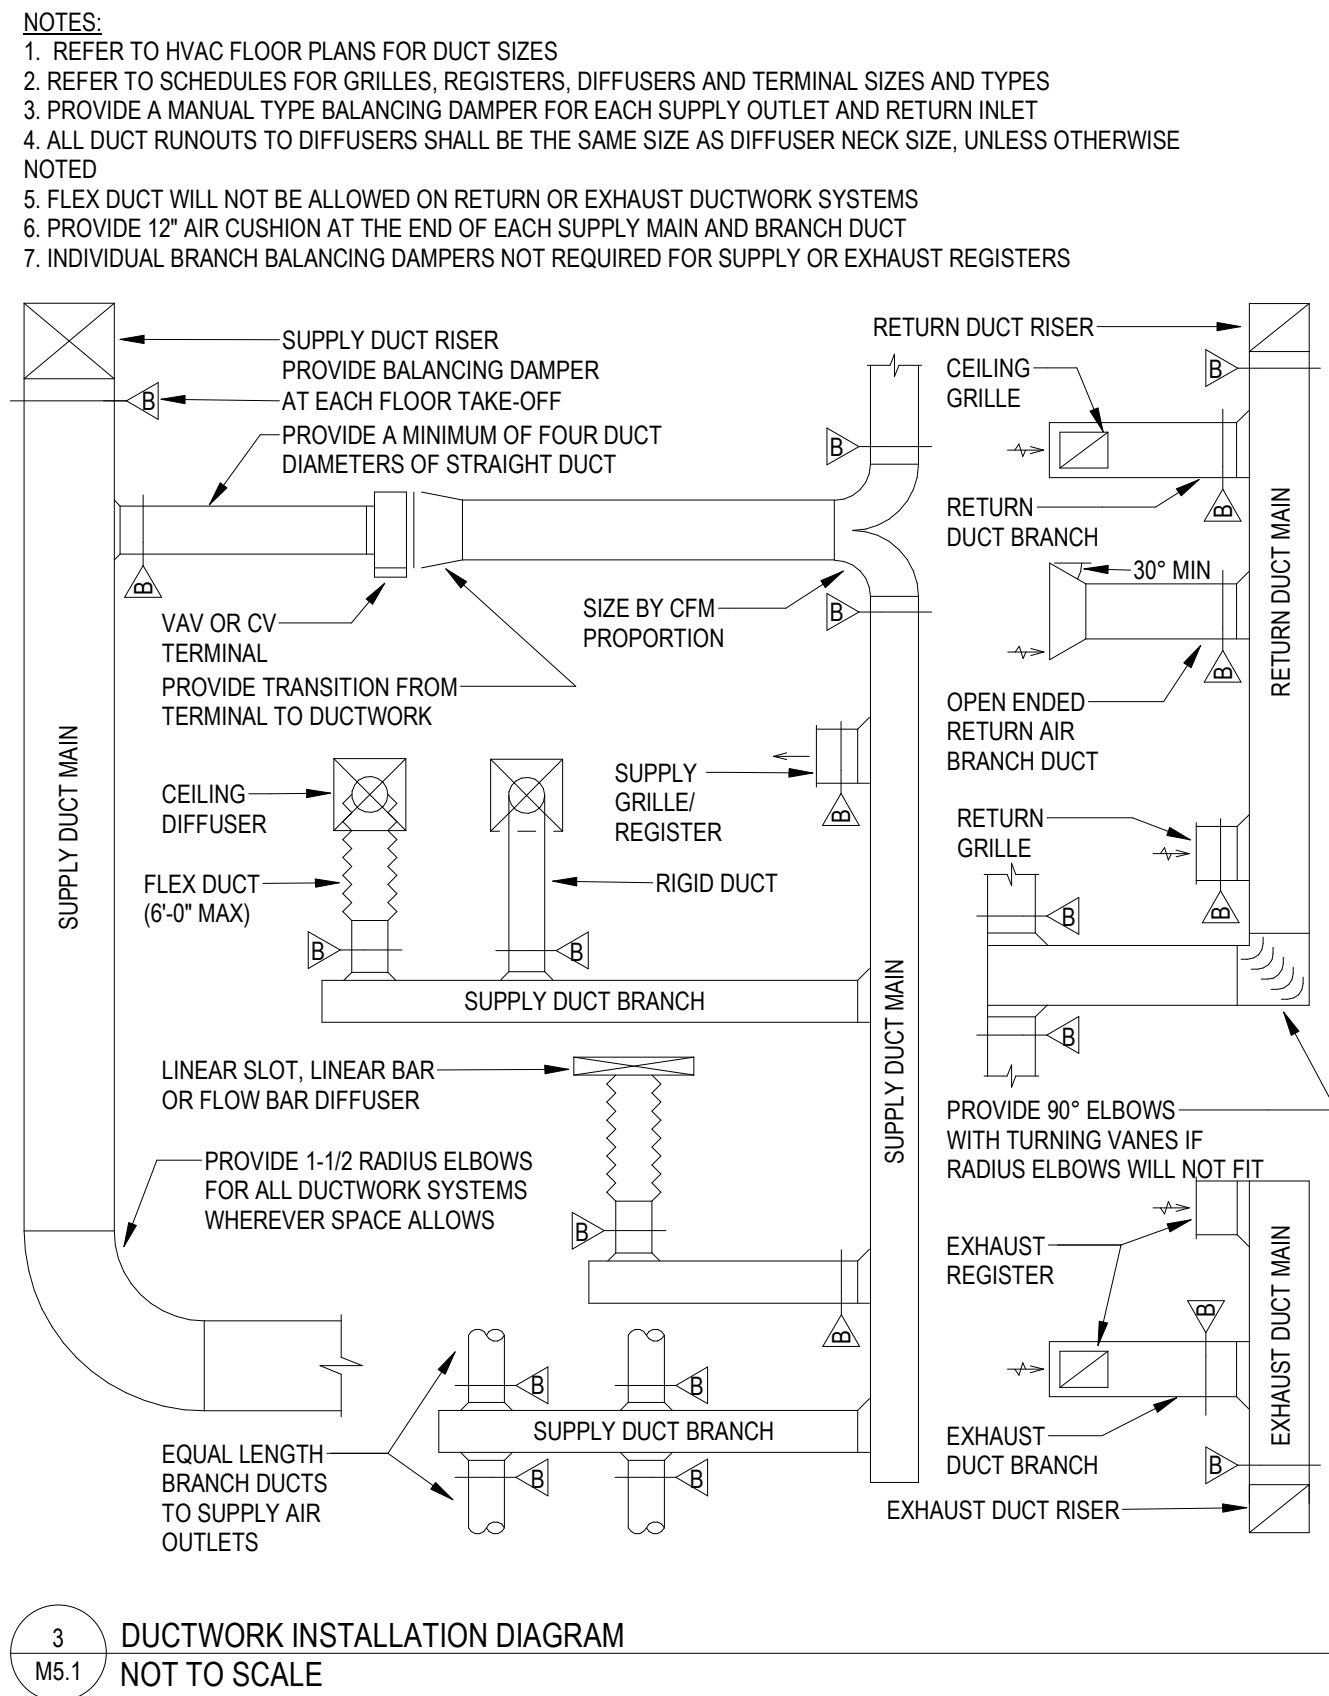 NOTES:
1. REFER TO HVAC FLOOR PLANS FOR DUCT SIZES
2. REFER TO SCHEDULES FOR GRILLES, REGISTERS, DIFFUSERS AND TERMINAL SIZES AND TYPES
3. PROVIDE A MANUAL TYPE BALANCING DAMPER FOR EACH SUPPLY OUTLET AND RETURN INLET
4. ALL DUCT RUNOUTS TO DIFFUSERS SHALL BE THE SAME SIZE AS DIFFUSER NECK SIZE, UNLESS OTHERWISE
NOTED
5. FLEX DUCT WILL NOT BE ALLOWED ON RETURN OR EXHAUST DUCTWORK SYSTEMS
6. PROVIDE 12" AIR CUSHION AT THE END OF EACH SUPPLY MAIN AND BRANCH DUCT
7. INDIVIDUAL BRANCH BALANCING DAMPERS NOT REQUIRED FOR SUPPLY OR EXHAUST REGISTERS
SUPPLY DUCT RISER
PROVIDE BALANCING DAMPER
AT EACH FLOOR TAKE-OFF
B
PROVIDE A MINIMUM OF FOUR DUCT
DIAMETERS OF STRAIGHT DUCT
B
VAV OR CV
TERMINAL
PROVIDE TRANSITION FROM
TERMINAL TO DUCTWORK
B
SIZE BY CFM
PROPORTION
B
SUPPLY DUCT MAIN
CEILING
DIFFUSER
FLEX DUCT
(6'-0" MAX)
B
RIGID DUCT
B
SUPPLY
GRILLE/
REGISTER
B
SUPPLY DUCT BRANCH
SUPPLY DUCT MAIN
LINEAR SLOT, LINEAR BAR
OR FLOW BAR DIFFUSER
PROVIDE 1-1/2 RADIUS ELBOWS
FOR ALL DUCTWORK SYSTEMS
WHEREVER SPACE ALLOWS
B
B
B
B
SUPPLY DUCT BRANCH
B
B
EQUAL LENGTH
BRANCH DUCTS
TO SUPPLY AIR
OUTLETS
RETURN DUCT RISER
B
CEILING
GRILLE
RETURN
DUCT BRANCH
B
RETURN DUCT MAIN
30° MIN
OPEN ENDED
RETURN AIR
BRANCH DUCT
B
RETURN
GRILLE
B
B
B
PROVIDE 90° ELBOWS
WITH TURNING VANES IF
RADIUS ELBOWS WILL NOT FIT
EXHAUST
REGISTER
B
EXHAUST DUCT MAIN
EXHAUST
DUCT BRANCH
B
EXHAUST DUCT RISER
3
M5.1
DUCTWORK INSTALLATION DIAGRAM
NOT TO SCALE